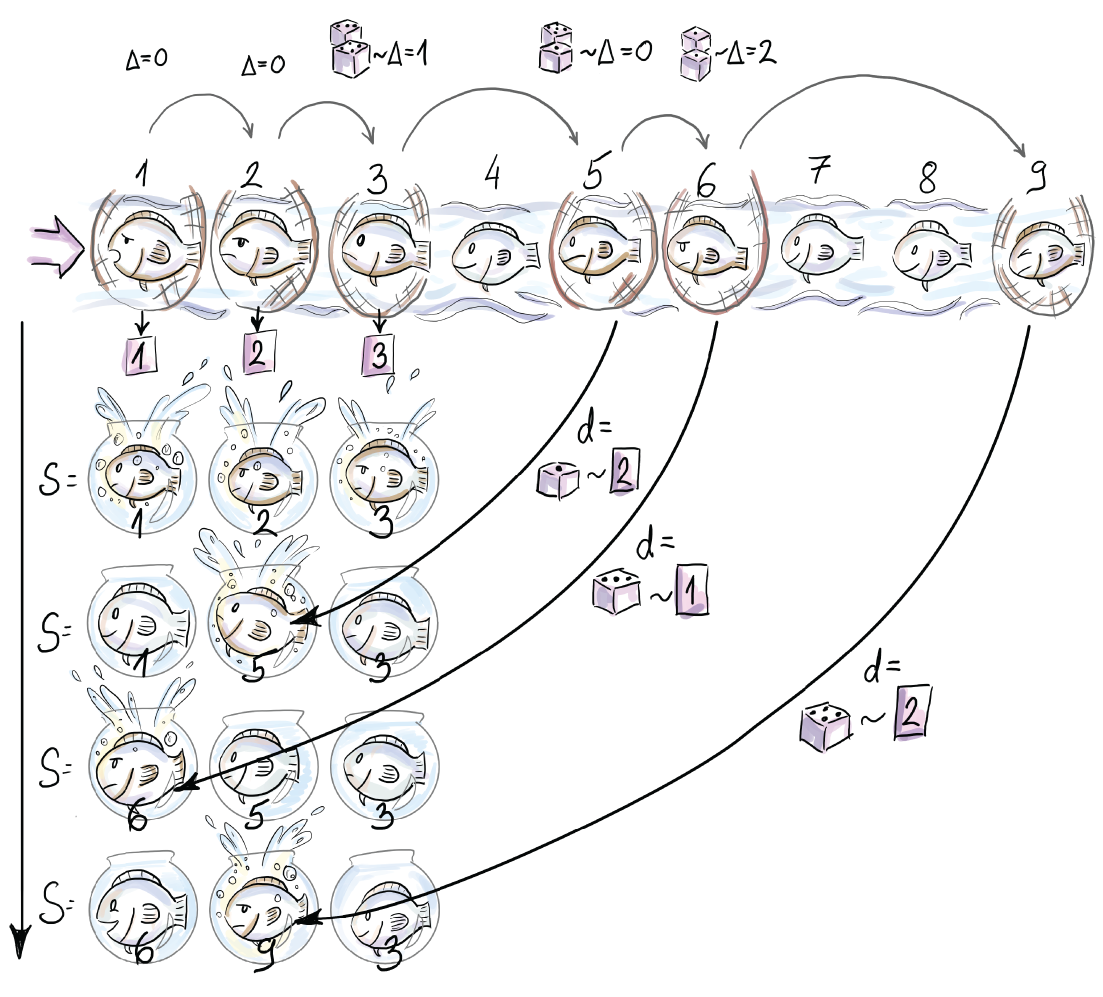 Δ=0
Δ=0
~Δ=1
~Δ=0
~Δ=2
1 2 3 4 5 6 7 8 9
1 2 3
S= 1 2 3
d=
~ 2
S= 1 5 3
d=
~ 1
S= 6 5 3
d=
~ 2
S= 6 9 3